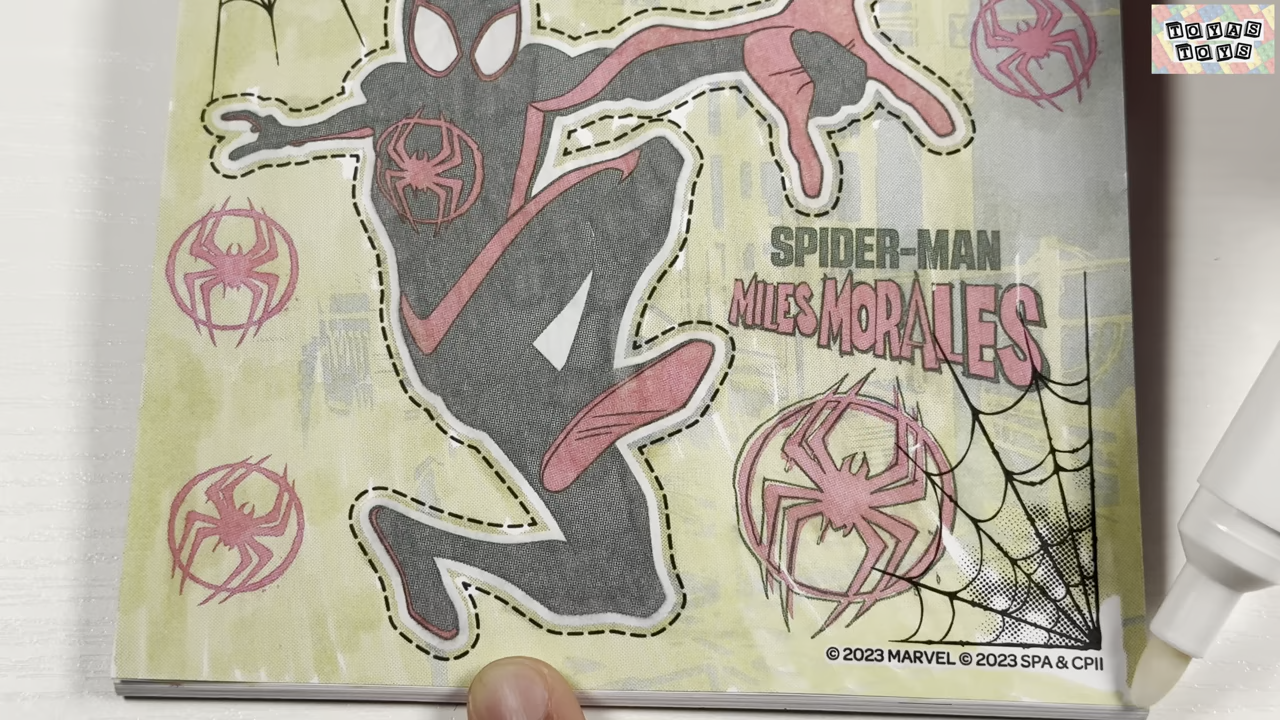 TOYAS
TOYS
SPIDER-MAN
MILES MORALES
© 2023 MARVEL © 2023 SPA & CPII